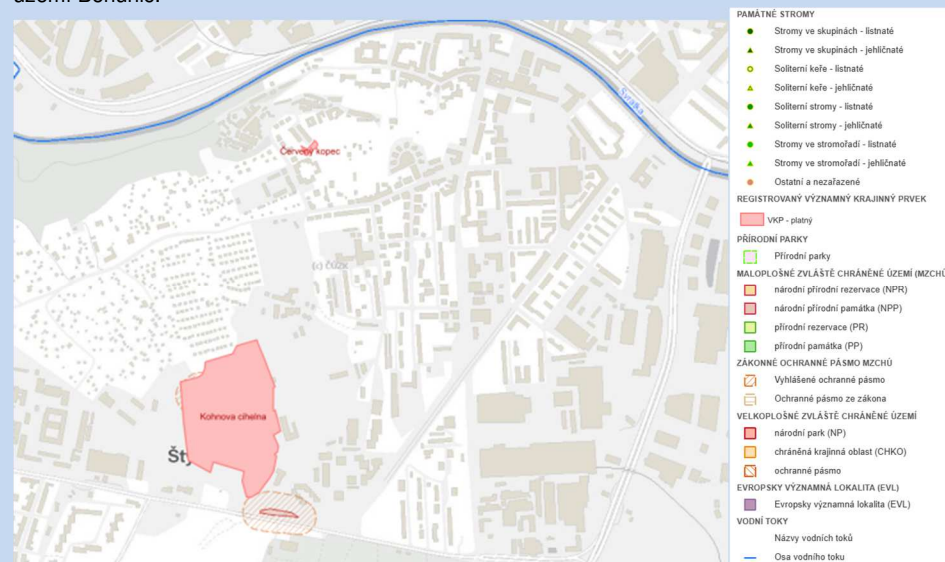 území Bohunic.
Svratka
Červený kopec
(c) ČÚZK
Kohnova cihelna
Štý
PAMÁTNÉ STROMY
Stromy ve skupinách - listnaté
Stromy ve skupinách - jehličnaté
Soliterní keře - listnaté
Soliterní keře - jehličnaté
Soliterní stromy - listnaté
Soliterní stromy - jehličnaté
Stromy ve stromořadí - listnaté
Stromy ve stromořadí - jehličnaté
Ostatní a nezařazené
REGISTROVANÝ VÝZNAMNÝ KRAJINNÝ PRVEK
VKP - platný
PŘÍRODNÍ PARKY
Přírodní parky
MALOPLOŠNÉ ZVLÁŠTĚ CHRÁNĚNÉ ÚZEMÍ (MZCHÚ
národní přírodní rezervace (NPR)
národní přírodní památka (NPP)
přírodní rezervace (PR)
přírodní památka (PP)
ZÁKONNÉ OCHRANNÉ PÁSMO MZCHÚ
Vyhlášené ochranné pásmo
Ochranné pásmo ze zákona
VELKOPLOŠNÉ ZVLÁŠTĚ CHRÁNĚNÉ ÚZEMÍ
národní park (NP)
chráněná krajinná oblast (CHKO)
ochranné pásmo
EVROPSKY VÝZNAMNÁ LOKALITA (EVL)
Evropsky významná lokalita (EVL)
VODNÍ TOKY
Názvy vodních toků
Osa vodního toku